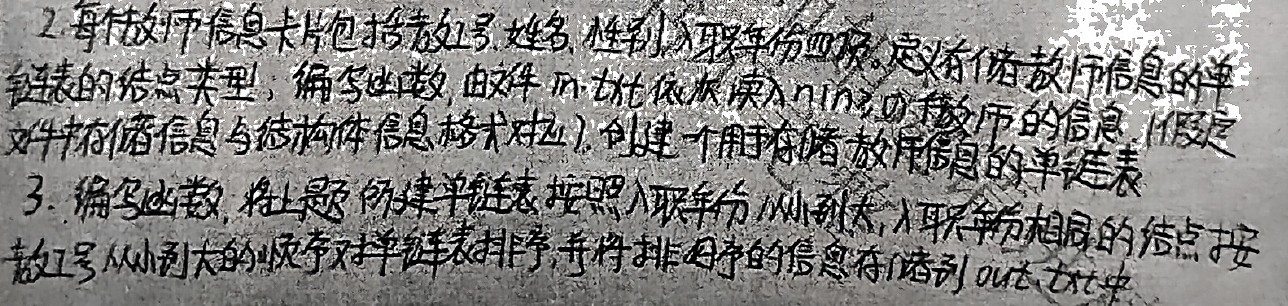 2.每个教师信息卡片包括教工号、姓名、性别、入职年份四项。定义存储教师信息的单
链表的结点类型；编写函数,由文件in.txt依次读入n(n≥1)个教师的信息(假定
文件中存储信息与结构体信息格式对应),创建一个用于存储教师信息的单链表
3.编写函数,将上题所建单链表按照入职年份从小到大,入职年份相同的结点按
教工号从小到大的顺序对单链表排序,并将排好序的信息存储到out.txt中